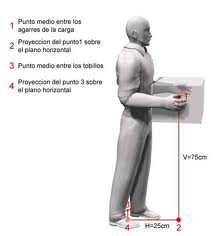 1 Punto medio entre los
agarres de la carga
2 Proyeccion del punto1 sobre
el plano horizontal
3 Punto medio entre los tobillos
4 Proyeccion del punto 3 sobre
el plano horizontal
1
V=75cm
3
H=25cm
4
2